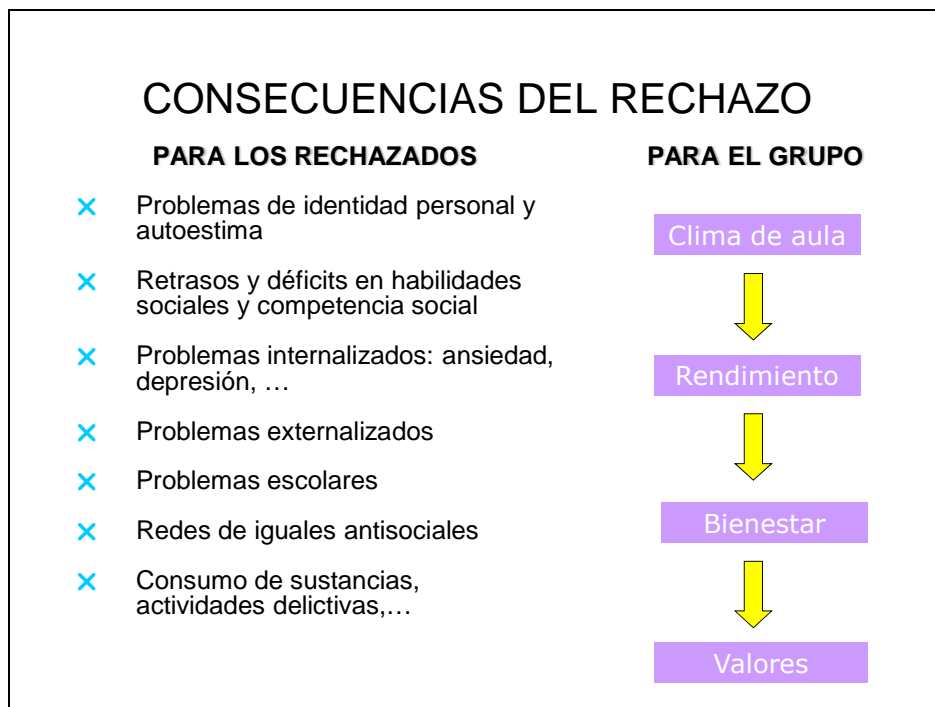 CONSECUENCIAS DEL RECHAZO
PARA LOS RECHAZADOS
Problemas de identidad personal y
autoestima
Retrasos y déficits en habilidades
sociales y competencia social
Problemas internalizados: ansiedad,
depresión, …
Problemas externalizados
Problemas escolares
Redes de iguales antisociales
Consumo de sustancias,
actividades delictivas,…
PARA EL GRUPO
Clima de aula
Rendimiento
Bienestar
Valores